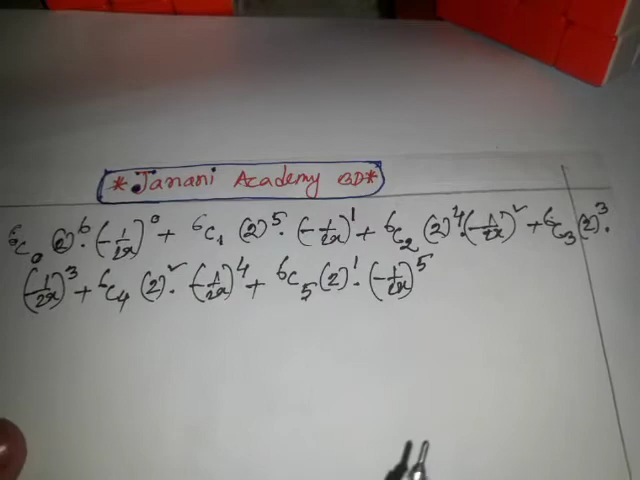 *Janani Academy BD*
⁶C₀ (2)⁶·(-1/2x)⁰ + ⁶C₁ (2)⁵·(-1/2x)¹ + ⁶C₂ (2)⁴·(-1/2x)² + ⁶C₃ (2)³·
(-1/2x)³ + ⁶C₄ (2)²·(-1/2x)⁴ + ⁶C₅ (2)¹·(-1/2x)⁵